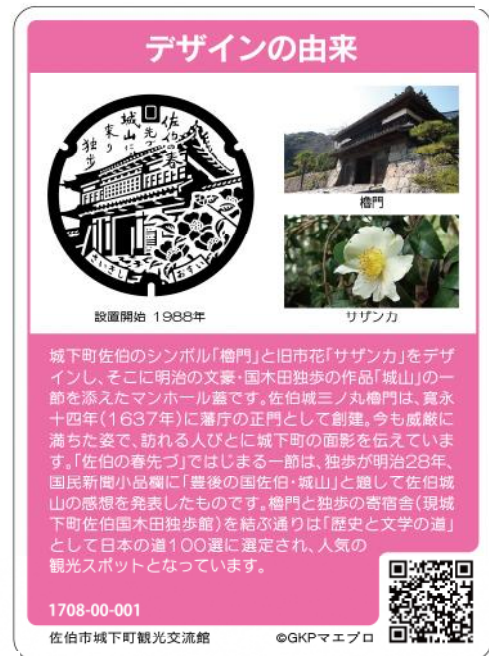 デザインの由来
佐伯の春
先づ
城山に
来り
独歩
さいきし
おすい
設置開始 1988年
櫓門
サザンカ
城下町佐伯のシンボル「櫓門」と旧市花「サザンカ」をデザ
インし、そこに明治の文豪・国木田独歩の作品「城山」の一
節を添えたマンホール蓋です。佐伯城三ノ丸櫓門は、寛永
十四年(1637年)に藩庁の正門として創建。今も威厳に
満ちた姿で、訪れる人びとに城下町の面影を伝えていま
す。「佐伯の春先づ」ではじまる一節は、独歩が明治28年、
国民新聞小品欄に「豊後の国佐伯・城山」と題して佐伯城
山の感想を発表したものです。櫓門と独歩の寄宿舎(現城
下町佐伯国木田独歩館)を結ぶ通りは「歴史と文学の道」
として日本の道100選に選定され、人気の
観光スポットとなっています。
1708-00-001
佐伯市城下町観光交流館
©GKPマエプロ